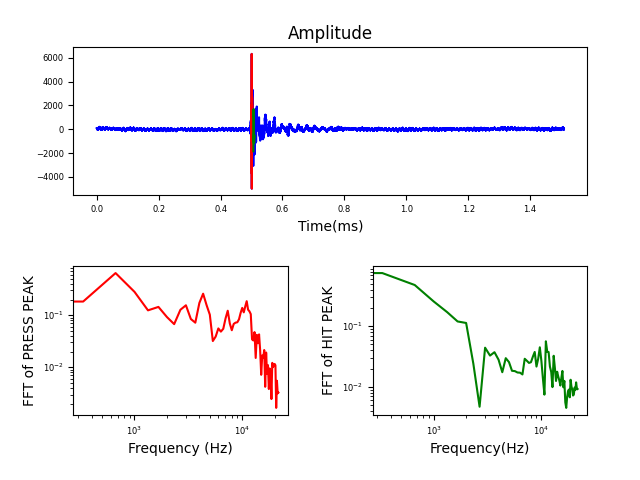 Amplitude
6000
4000
2000
0
−2000
−4000
0.0 0.2 0.4 0.6 0.8 1.0 1.2 1.4
Time(ms)
FFT of PRESS PEAK
10⁻¹
10⁻²
10³ 10⁴
Frequency (Hz)
FFT of HIT PEAK
10⁻¹
10⁻²
10³ 10⁴
Frequency(Hz)